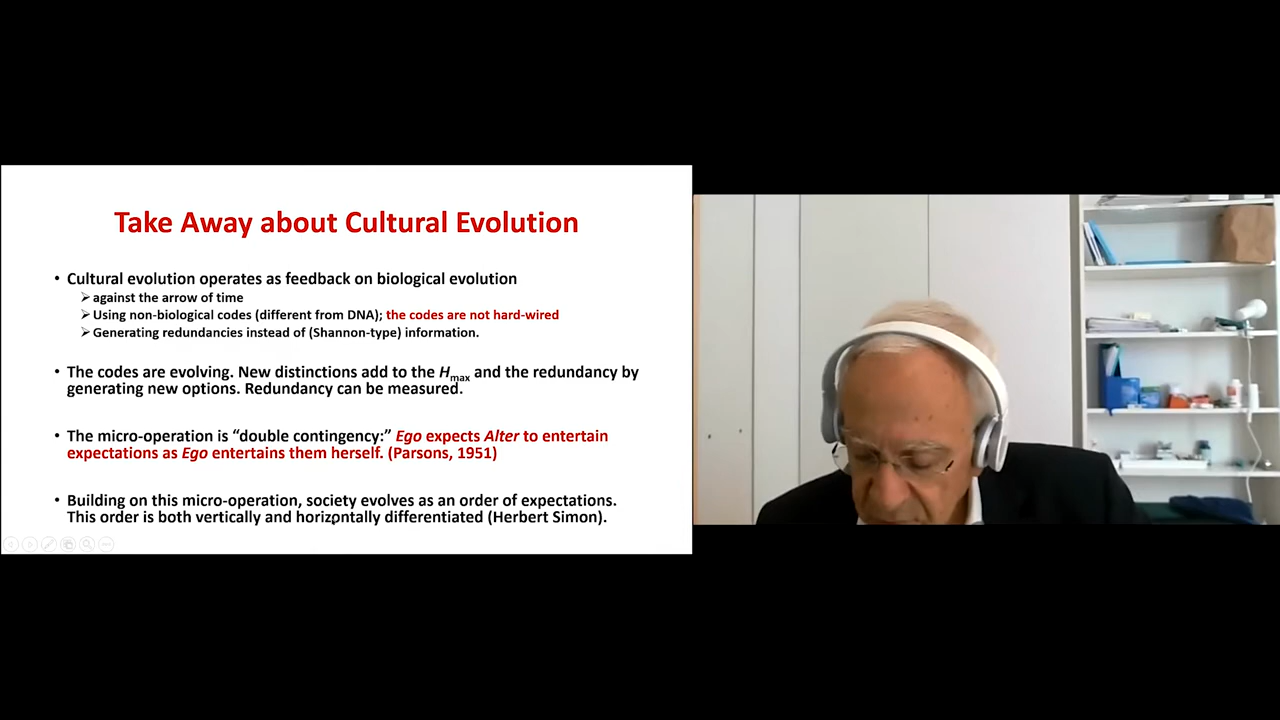 Take Away about Cultural Evolution
• Cultural evolution operates as feedback on biological evolution
➢ against the arrow of time
➢ Using non-biological codes (different from DNA); the codes are not hard-wired
➢ Generating redundancies instead of (Shannon-type) information.
• The codes are evolving. New distinctions add to the Hmax and the redundancy by
generating new options. Redundancy can be measured.
• The micro-operation is “double contingency:” Ego expects Alter to entertain
expectations as Ego entertains them herself. (Parsons, 1951)
• Building on this micro-operation, society evolves as an order of expectations.
This order is both vertically and horizontally differentiated (Herbert Simon).